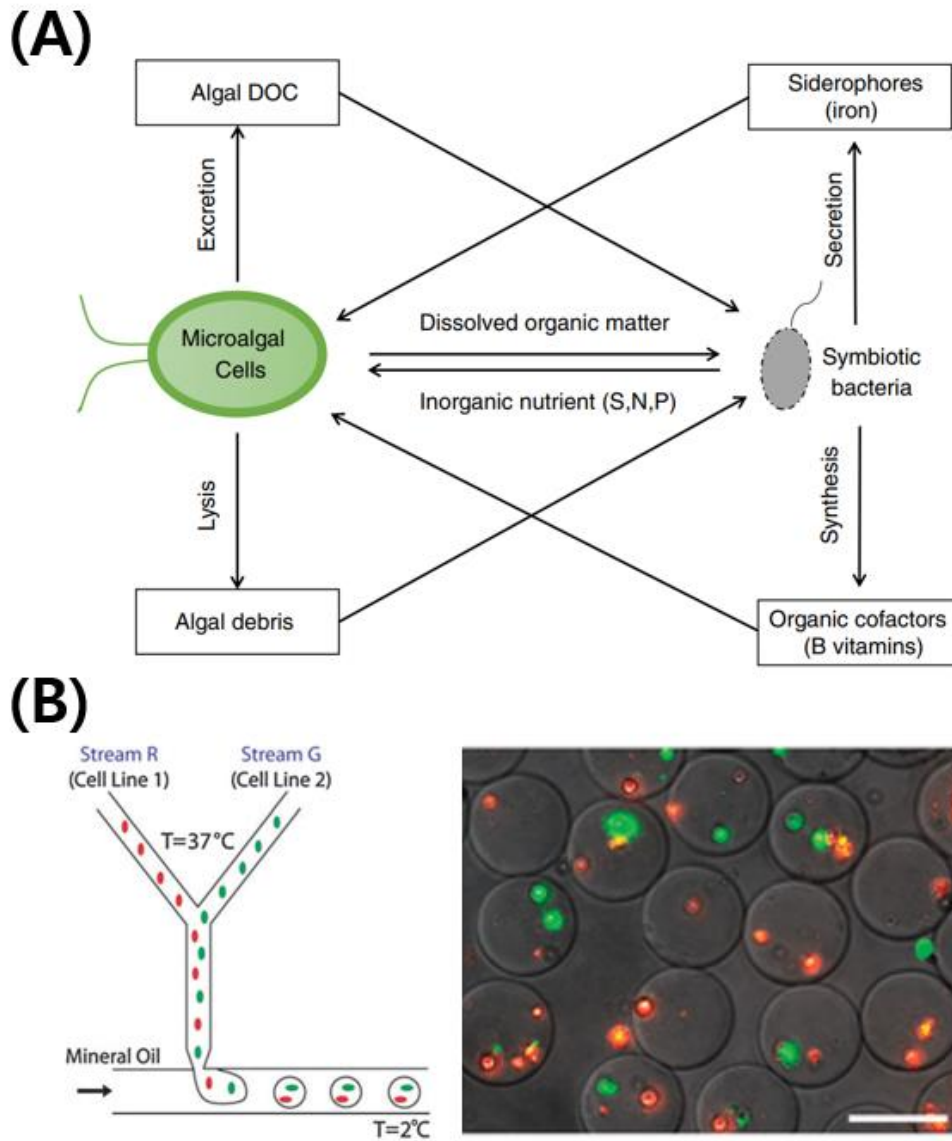 (A)
Algal DOC
Siderophores
(iron)
Excretion
Secretion
Microalgal
Cells
Dissolved organic matter
Inorganic nutrient (S,N,P)
Symbiotic
bacteria
Lysis
Synthesis
Algal debris
Organic cofactors
(B vitamins)
(B)
Stream R
(Cell Line 1)
Stream G
(Cell Line 2)
T=37°C
Mineral Oil
T=2°C